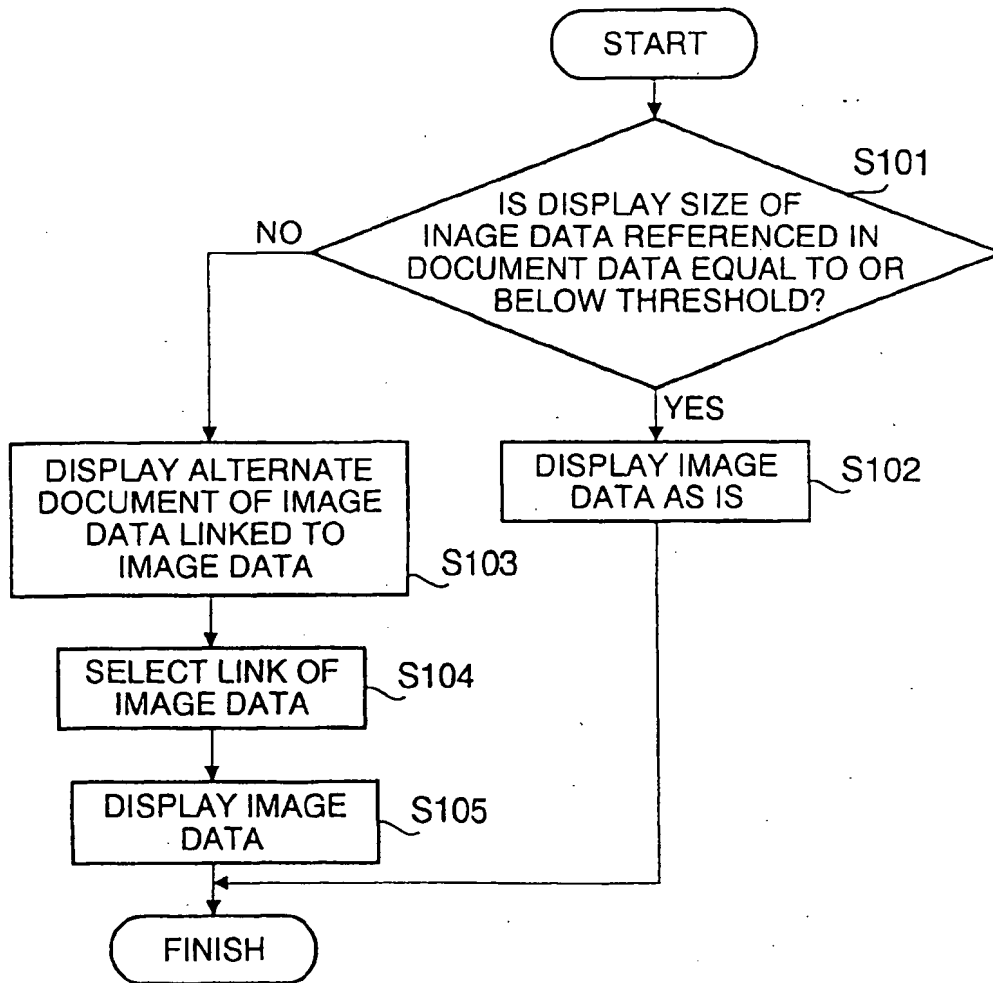 START
S101
IS DISPLAY SIZE OF
INAGE DATA REFERENCED IN
DOCUMENT DATA EQUAL TO OR
BELOW THRESHOLD?
NO
YES
DISPLAY ALTERNATE
DOCUMENT OF IMAGE
DATA LINKED TO
IMAGE DATA
S103
DISPLAY IMAGE
DATA AS IS
S102
SELECT LINK OF
IMAGE DATA
S104
DISPLAY IMAGE
DATA
S105
FINISH